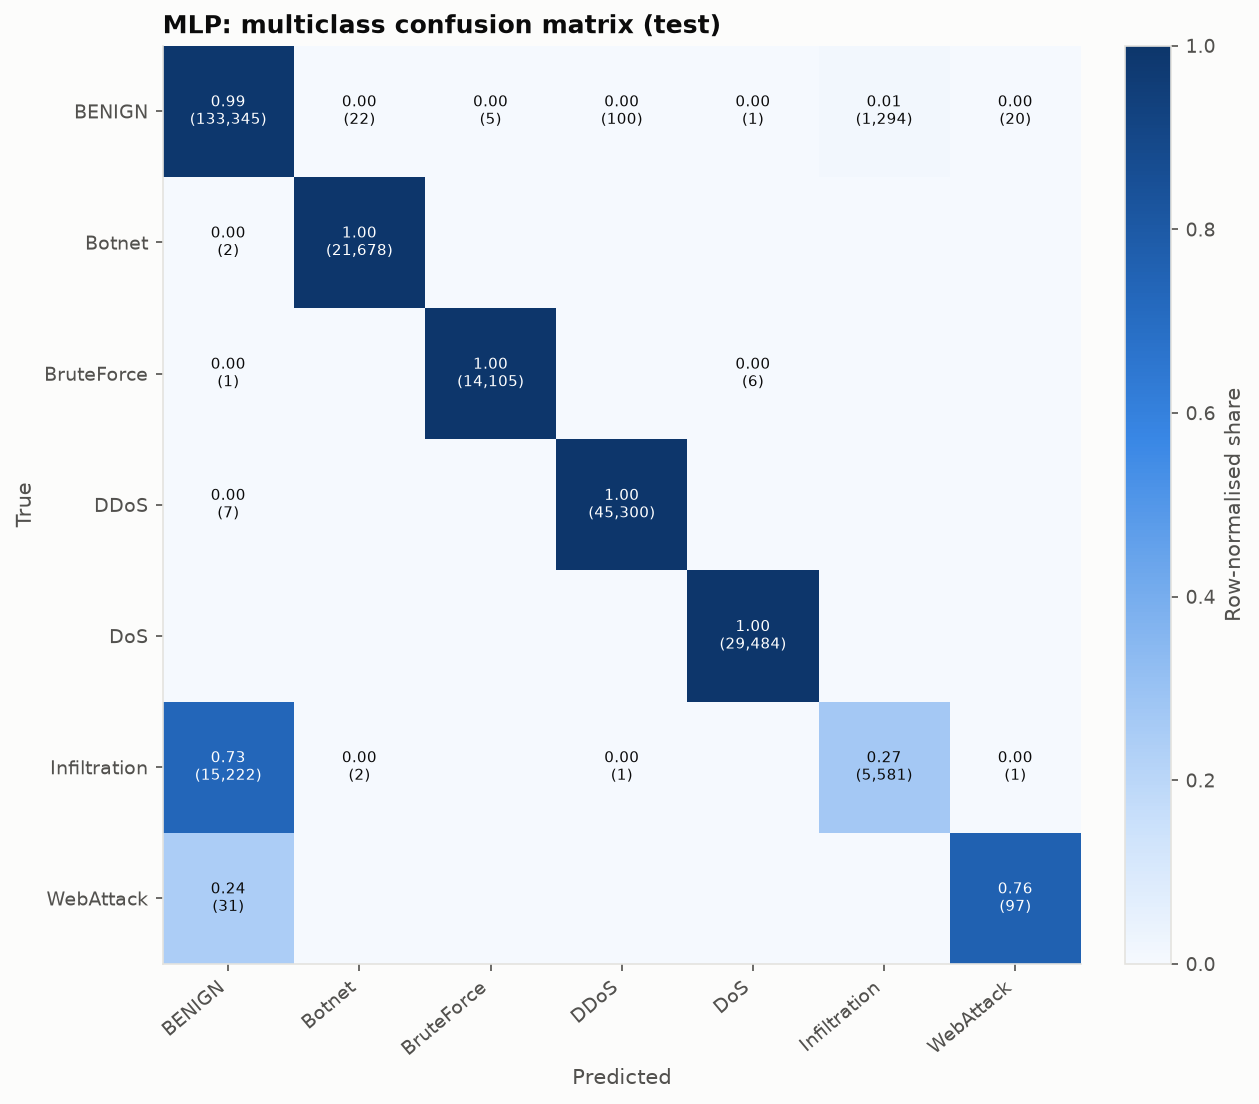 MLP: multiclass confusion matrix (test)
BENIGN
0.99
(133,345)
0.00
(22)
0.00
(5)
0.00
(100)
0.00
(1)
0.01
(1,294)
0.00
(20)
Botnet
0.00
(2)
1.00
(21,678)
BruteForce
0.00
(1)
1.00
(14,105)
0.00
(6)
DDoS
0.00
(7)
1.00
(45,300)
DoS
1.00
(29,484)
Infiltration
0.73
(15,222)
0.00
(2)
0.00
(1)
0.27
(5,581)
0.00
(1)
WebAttack
0.24
(31)
0.76
(97)
True
BENIGN
Botnet
BruteForce
DDoS
DoS
Infiltration
WebAttack
Predicted
1.0
0.8
0.6
0.4
0.2
0.0
Row-normalised share